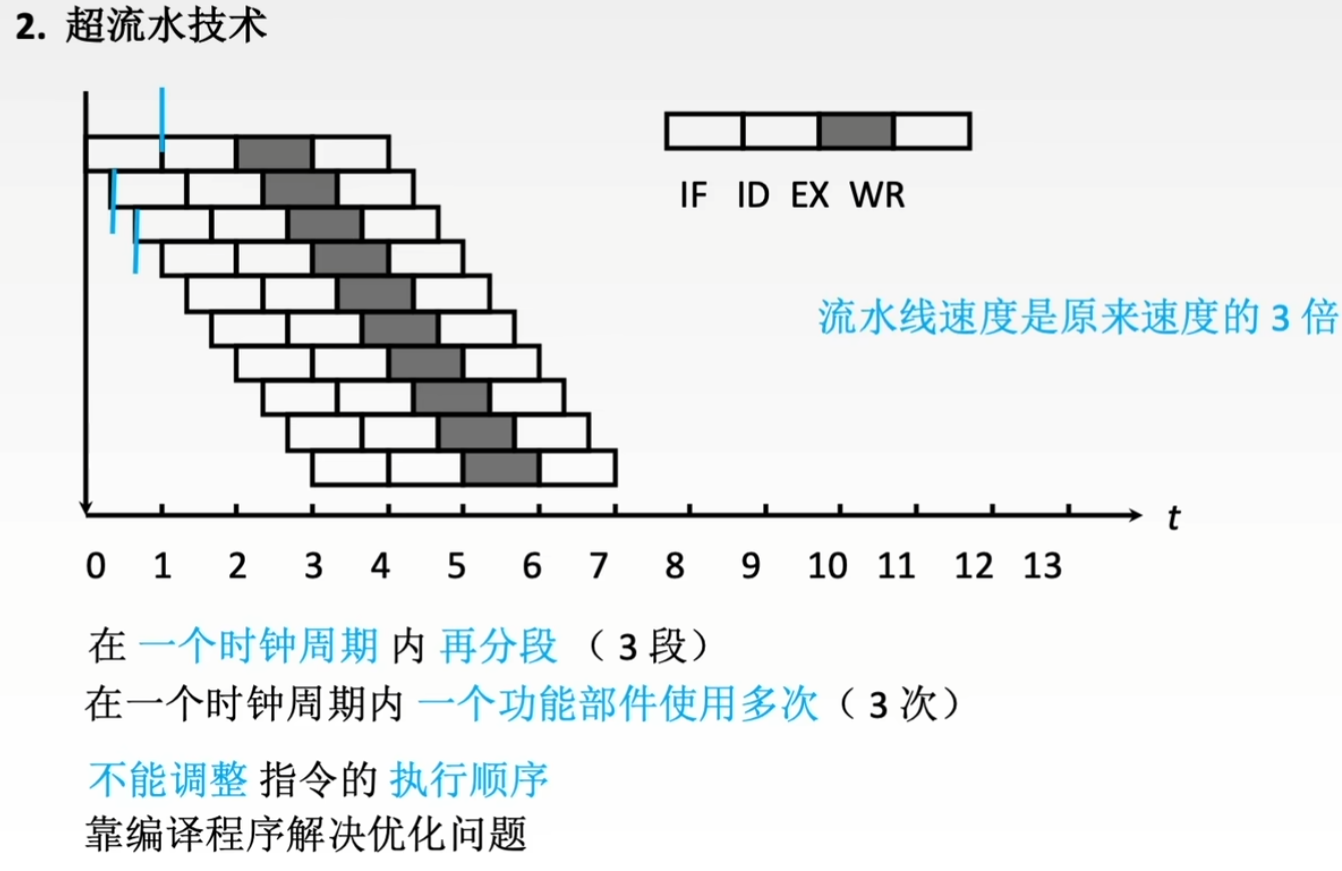 2. 超流水技术
IF ID EX WR
流水线速度是原来速度的 3 倍
t
0 1 2 3 4 5 6 7 8 9 10 11 12 13
在 一个时钟周期 内 再分段 （ 3 段）
在一个时钟周期内 一个功能部件使用多次（ 3 次）
不能调整 指令的 执行顺序
靠编译程序解决优化问题